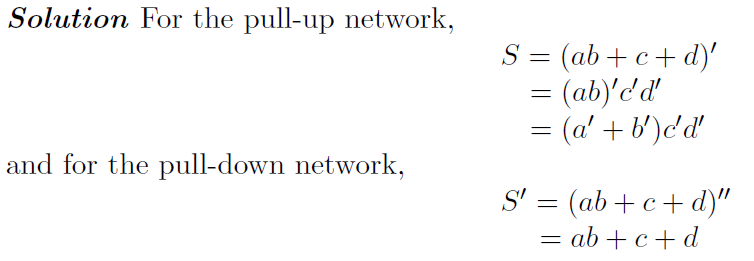 Solution For the pull-up network,
S = (ab + c + d)′
= (ab)′c′d′
= (a′ + b′)c′d′
and for the pull-down network,
S′ = (ab + c + d)″
= ab + c + d